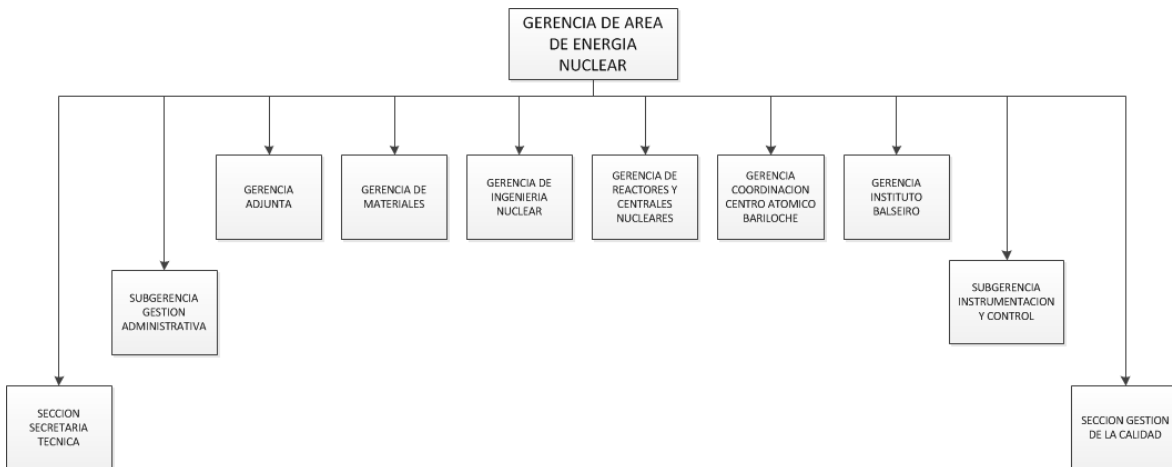 GERENCIA DE AREA
DE ENERGIA
NUCLEAR
GERENCIA
ADJUNTA
GERENCIA DE
MATERIALES
GERENCIA DE
INGENIERIA
NUCLEAR
GERENCIA DE
REACTORES Y
CENTRALES
NUCLEARES
GERENCIA
COORDINACION
CENTRO ATOMICO
BARILOCHE
GERENCIA
INSTITUTO
BALSEIRO
SUBGERENCIA
GESTION
ADMINISTRATIVA
SUBGERENCIA
INSTRUMENTACION
Y CONTROL
SECCION
SECRETARIA
TECNICA
SECCION GESTION
DE LA CALIDAD